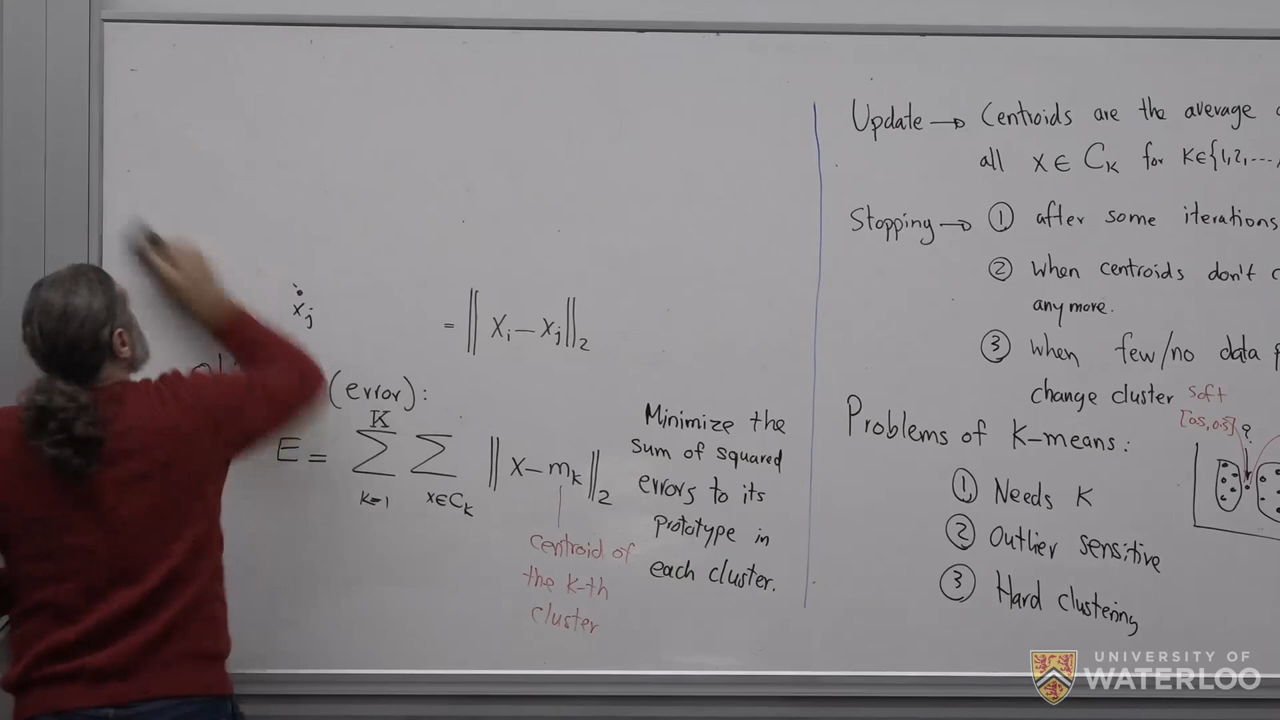 ẋⱼ
= ‖ Xᵢ – Xⱼ ‖₂
(error):
E = ∑ₖ₌₁ᴷ ∑ₓ∈Cₖ ‖ x – mₖ ‖₂
centroid of
the k-th
cluster
Minimize the
sum of squared
errors to its
prototype in
each cluster.
Update → Centroids are the average
all x ∈ Cₖ for K∈{1,2,...
Stopping → ① after some iterations
② when centroids don't
any more.
③ when few/no data
change cluster
soft
[0.5,0.5] ?
Problems of K-means:
① Needs K
② Outlier sensitive
③ Hard clustering
UNIVERSITY OF
WATERLOO